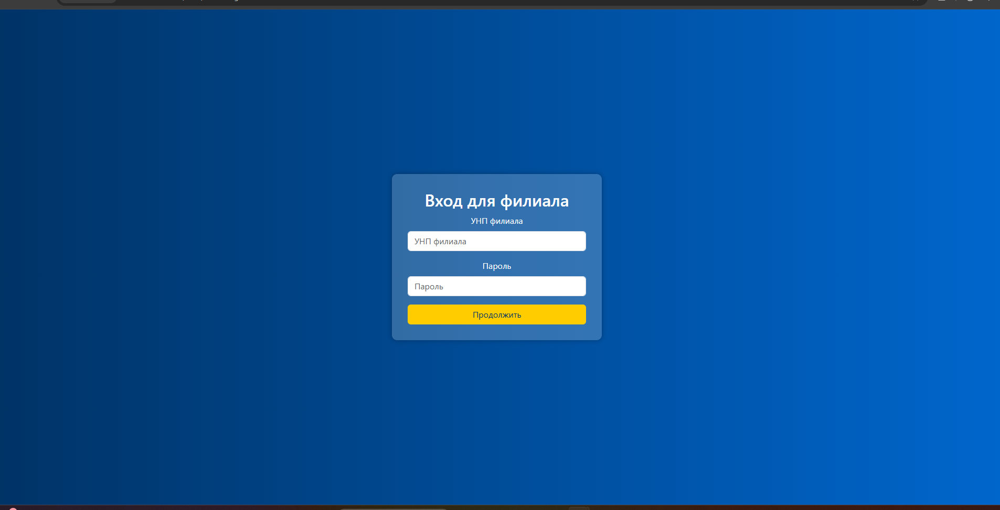 Вход для филиала
УНП филиала
УНП филиала
Пароль
Пароль
Продолжить